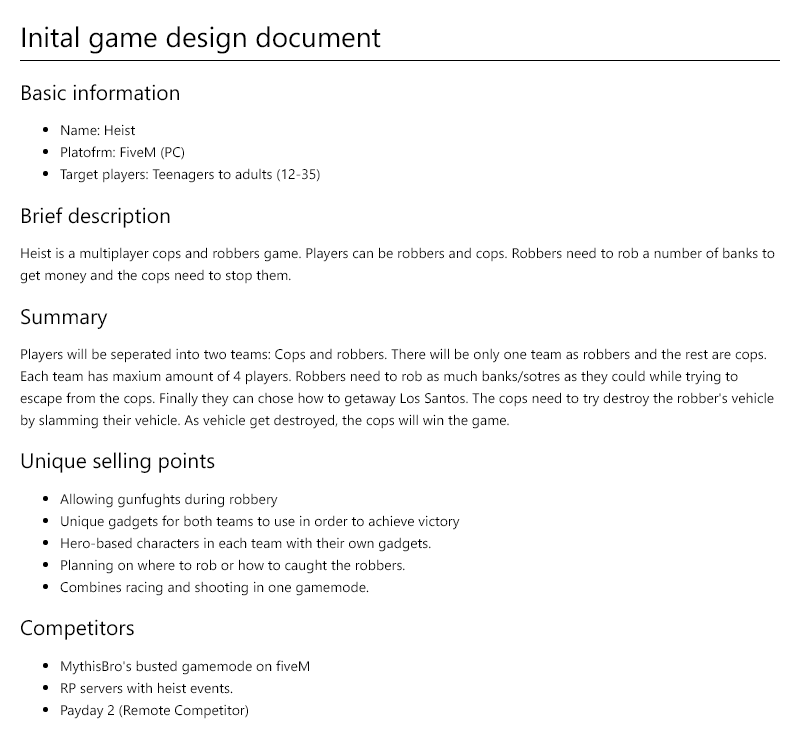 Inital game design document
Basic information
Name: Heist
Platofrm: FiveM (PC)
Target players: Teenagers to adults (12-35)
Brief description
Heist is a multiplayer cops and robbers game. Players can be robbers and cops. Robbers need to rob a number of banks to
get money and the cops need to stop them.
Summary
Players will be seperated into two teams: Cops and robbers. There will be only one team as robbers and the rest are cops.
Each team has maxium amount of 4 players. Robbers need to rob as much banks/sotres as they could while trying to
escape from the cops. Finally they can chose how to getaway Los Santos. The cops need to try destroy the robber's vehicle
by slamming their vehicle. As vehicle get destroyed, the cops will win the game.
Unique selling points
Allowing gunfughts during robbery
Unique gadgets for both teams to use in order to achieve victory
Hero-based characters in each team with their own gadgets.
Planning on where to rob or how to caught the robbers.
Combines racing and shooting in one gamemode.
Competitors
MythisBro's busted gamemode on fiveM
RP servers with heist events.
Payday 2 (Remote Competitor)